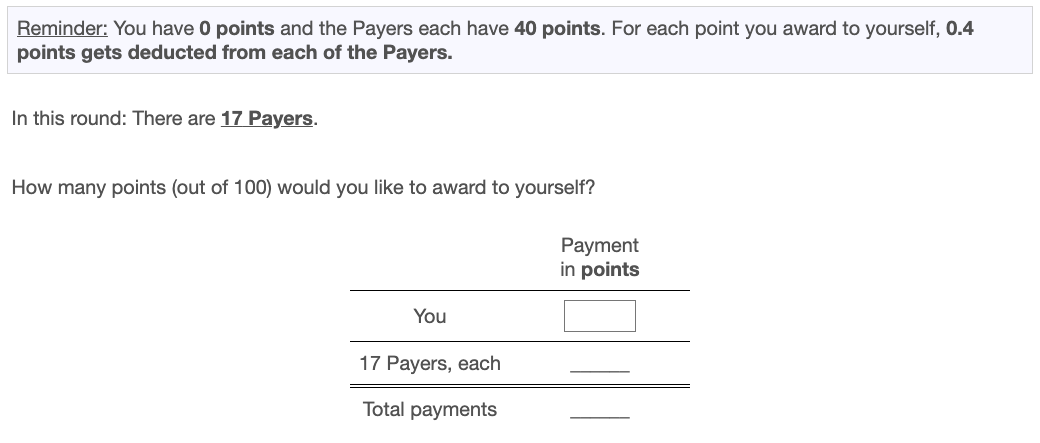 Reminder: You have 0 points and the Payers each have 40 points. For each point you award to yourself, 0.4
points gets deducted from each of the Payers.
In this round: There are 17 Payers.
How many points (out of 100) would you like to award to yourself?
Payment
in points
You
17 Payers, each
Total payments